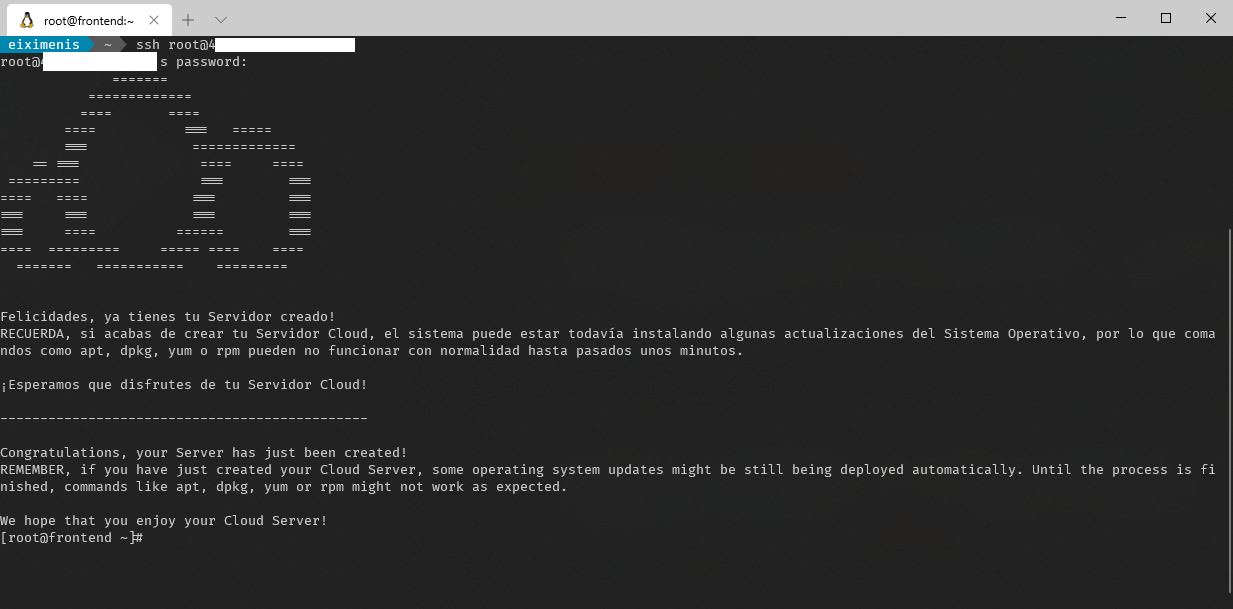 root@frontend:~
eiximenis ~ ssh root@4
root@ s password:
=======
=============
==== ====
==== === =====
=== =============
== === ==== ====
========= === ===
==== ==== === ===
=== === === ===
=== ==== ====== ===
==== ========= ===== ==== ====
======= =========== =========
Felicidades, ya tienes tu Servidor creado!
RECUERDA, si acabas de crear tu Servidor Cloud, el sistema puede estar todavía instalando algunas actualizaciones del Sistema Operativo, por lo que coma
ndos como apt, dpkg, yum o rpm pueden no funcionar con normalidad hasta pasados unos minutos.
¡Esperamos que disfrutes de tu Servidor Cloud!
----------------------------------------------
Congratulations, your Server has just been created!
REMEMBER, if you have just created your Cloud Server, some operating system updates might be still being deployed automatically. Until the process is fi
nished, commands like apt, dpkg, yum or rpm might not work as expected.
We hope that you enjoy your Cloud Server!
[root@frontend ~]#